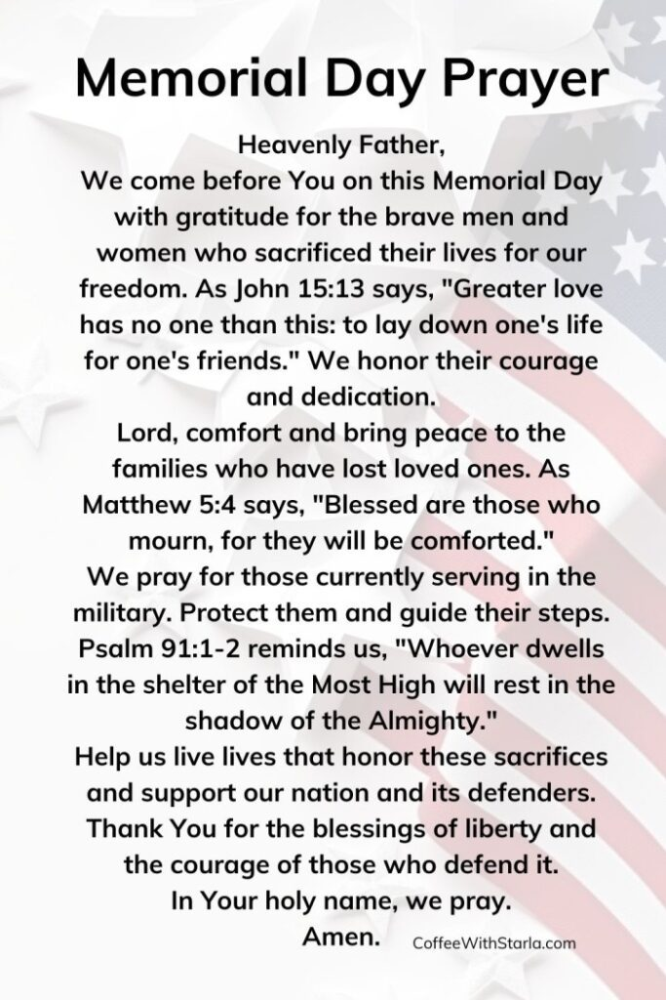 Memorial Day Prayer
Heavenly Father,
We come before You on this Memorial Day
with gratitude for the brave men and
women who sacrificed their lives for our
freedom. As John 15:13 says, "Greater love
has no one than this: to lay down one's life
for one's friends." We honor their courage
and dedication.
Lord, comfort and bring peace to the
families who have lost loved ones. As
Matthew 5:4 says, "Blessed are those who
mourn, for they will be comforted."
We pray for those currently serving in the
military. Protect them and guide their steps.
Psalm 91:1-2 reminds us, "Whoever dwells
in the shelter of the Most High will rest in the
shadow of the Almighty."
Help us live lives that honor these sacrifices
and support our nation and its defenders.
Thank You for the blessings of liberty and
the courage of those who defend it.
In Your holy name, we pray.
Amen.
CoffeeWithStarla.com